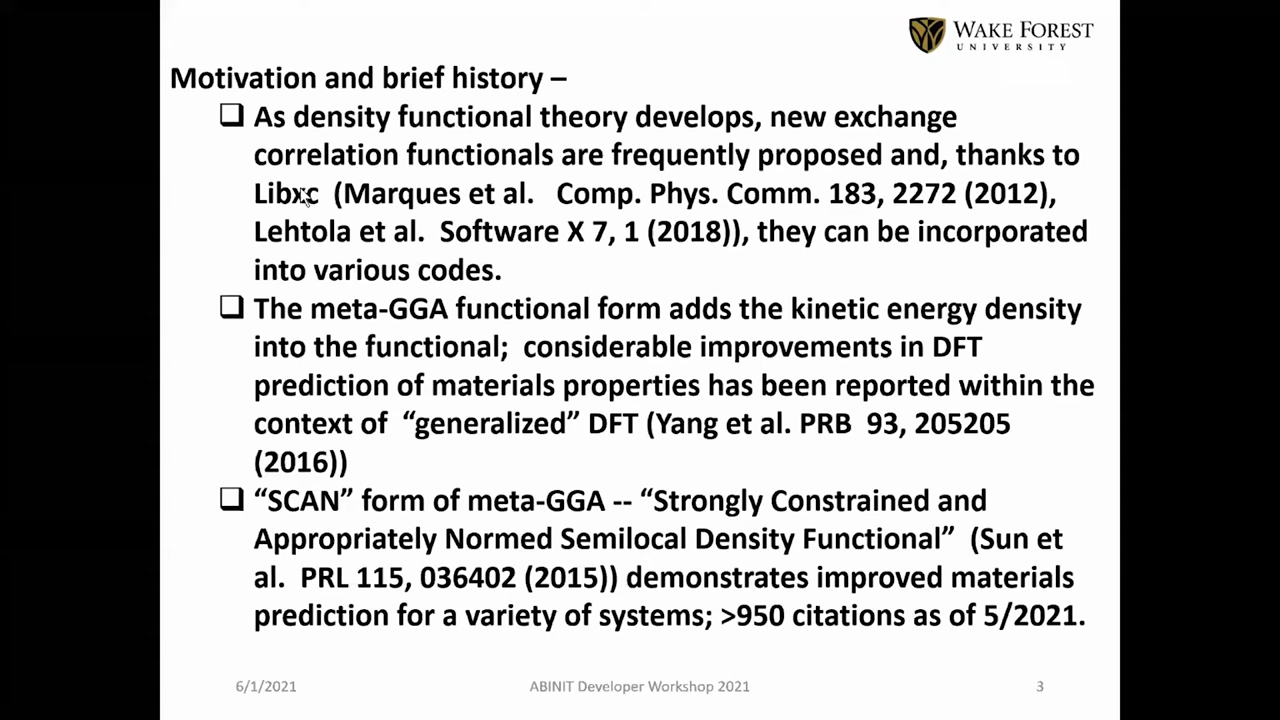 WAKE FOREST
UNIVERSITY
Motivation and brief history –
As density functional theory develops, new exchange
correlation functionals are frequently proposed and, thanks to
Libxc (Marques et al. Comp. Phys. Comm. 183, 2272 (2012),
Lehtola et al. Software X 7, 1 (2018)), they can be incorporated
into various codes.
The meta-GGA functional form adds the kinetic energy density
into the functional; considerable improvements in DFT
prediction of materials properties has been reported within the
context of “generalized” DFT (Yang et al. PRB 93, 205205
(2016))
“SCAN” form of meta-GGA -- “Strongly Constrained and
Appropriately Normed Semilocal Density Functional” (Sun et
al. PRL 115, 036402 (2015)) demonstrates improved materials
prediction for a variety of systems; >950 citations as of 5/2021.
6/1/2021 ABINIT Developer Workshop 2021 3